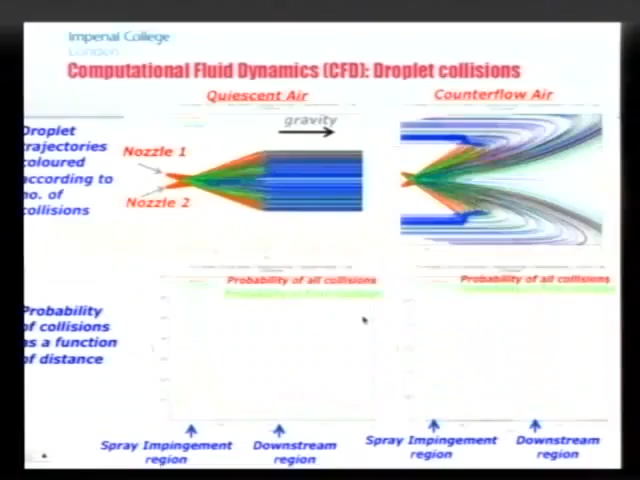 Imperial College
London
Computational Fluid Dynamics (CFD): Droplet collisions
Quiescent Air
Counterflow Air
Droplet
trajectories
coloured
according to
no. of
collisions
gravity
Nozzle 1
Nozzle 2
Probability of all collisions
Probability of all collisions
Probability
of collisions
as a function
of distance
Spray Impingement
region
Downstream
region
Spray Impingement
region
Downstream
region